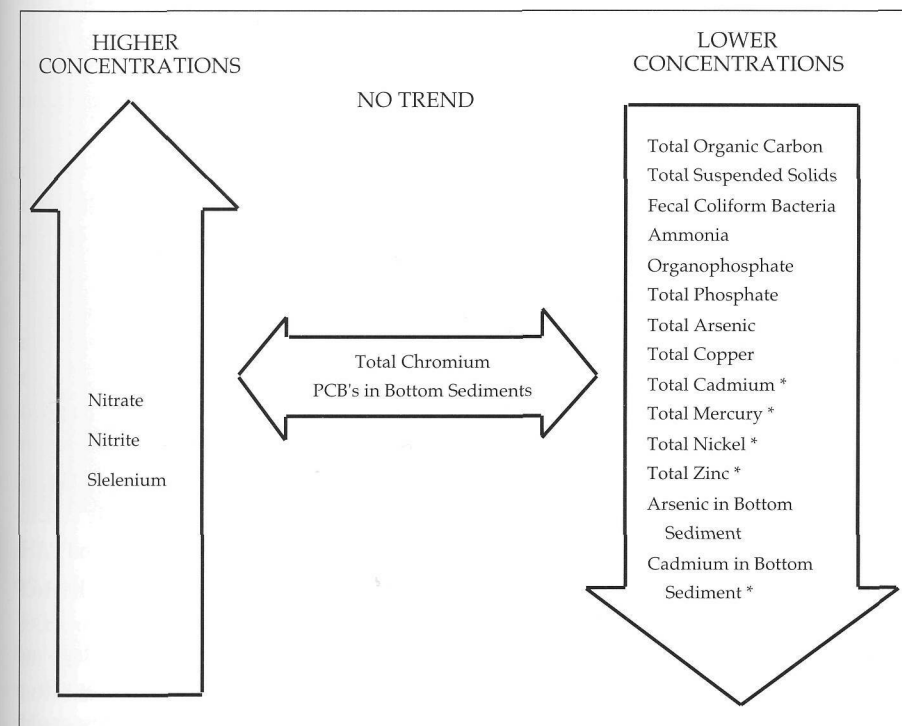 HIGHER
CONCENTRATIONS
NO TREND
LOWER
CONCENTRATIONS
Nitrate
Nitrite
Slelenium
Total Chromium
PCB's in Bottom Sediments
Total Organic Carbon
Total Suspended Solids
Fecal Coliform Bacteria
Ammonia
Organophosphate
Total Phosphate
Total Arsenic
Total Copper
Total Cadmium *
Total Mercury *
Total Nickel *
Total Zinc *
Arsenic in Bottom
Sediment
Cadmium in Bottom
Sediment *